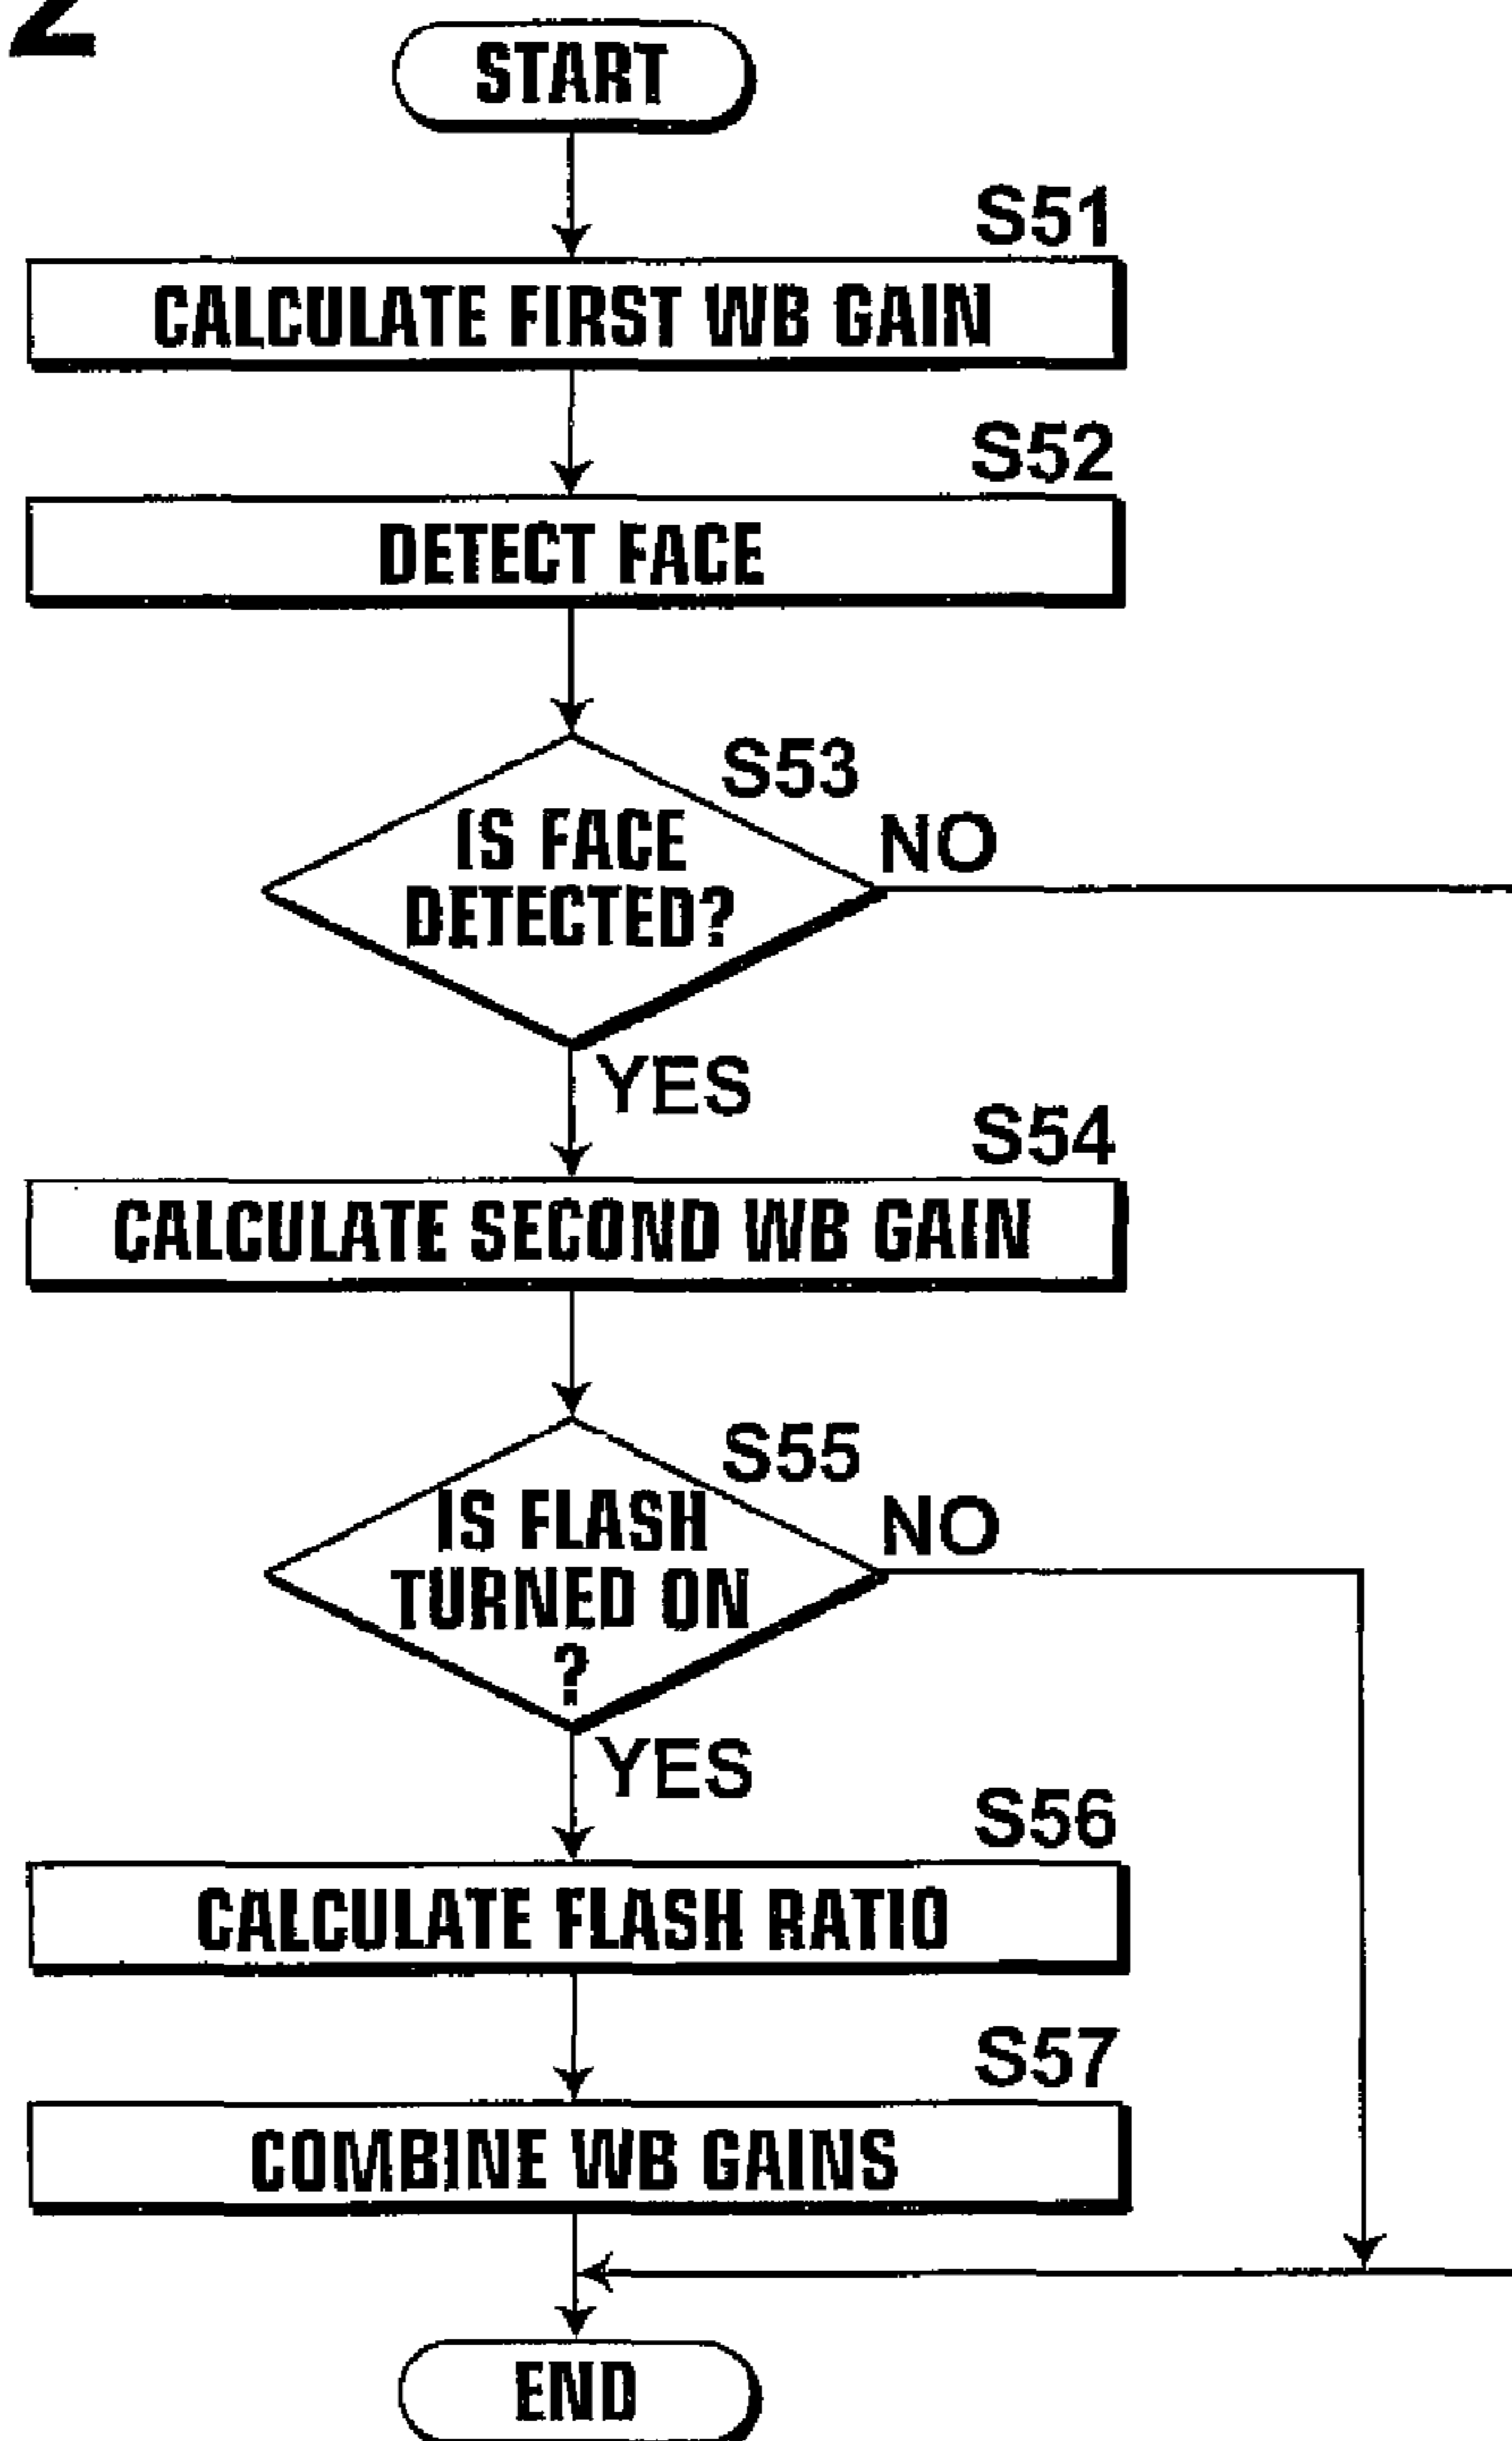 2
START
S51
CALCULATE FIRST WB GAIN
S52
DETECT FACE
S53
IS FACE
DETECTED?
NO
YES
S54
CALCULATE SECOND WB GAIN
S55
IS FLASH
TURNED ON
?
NO
YES
S56
CALCULATE FLASH RATIO
S57
COMBINE WB GAINS
END